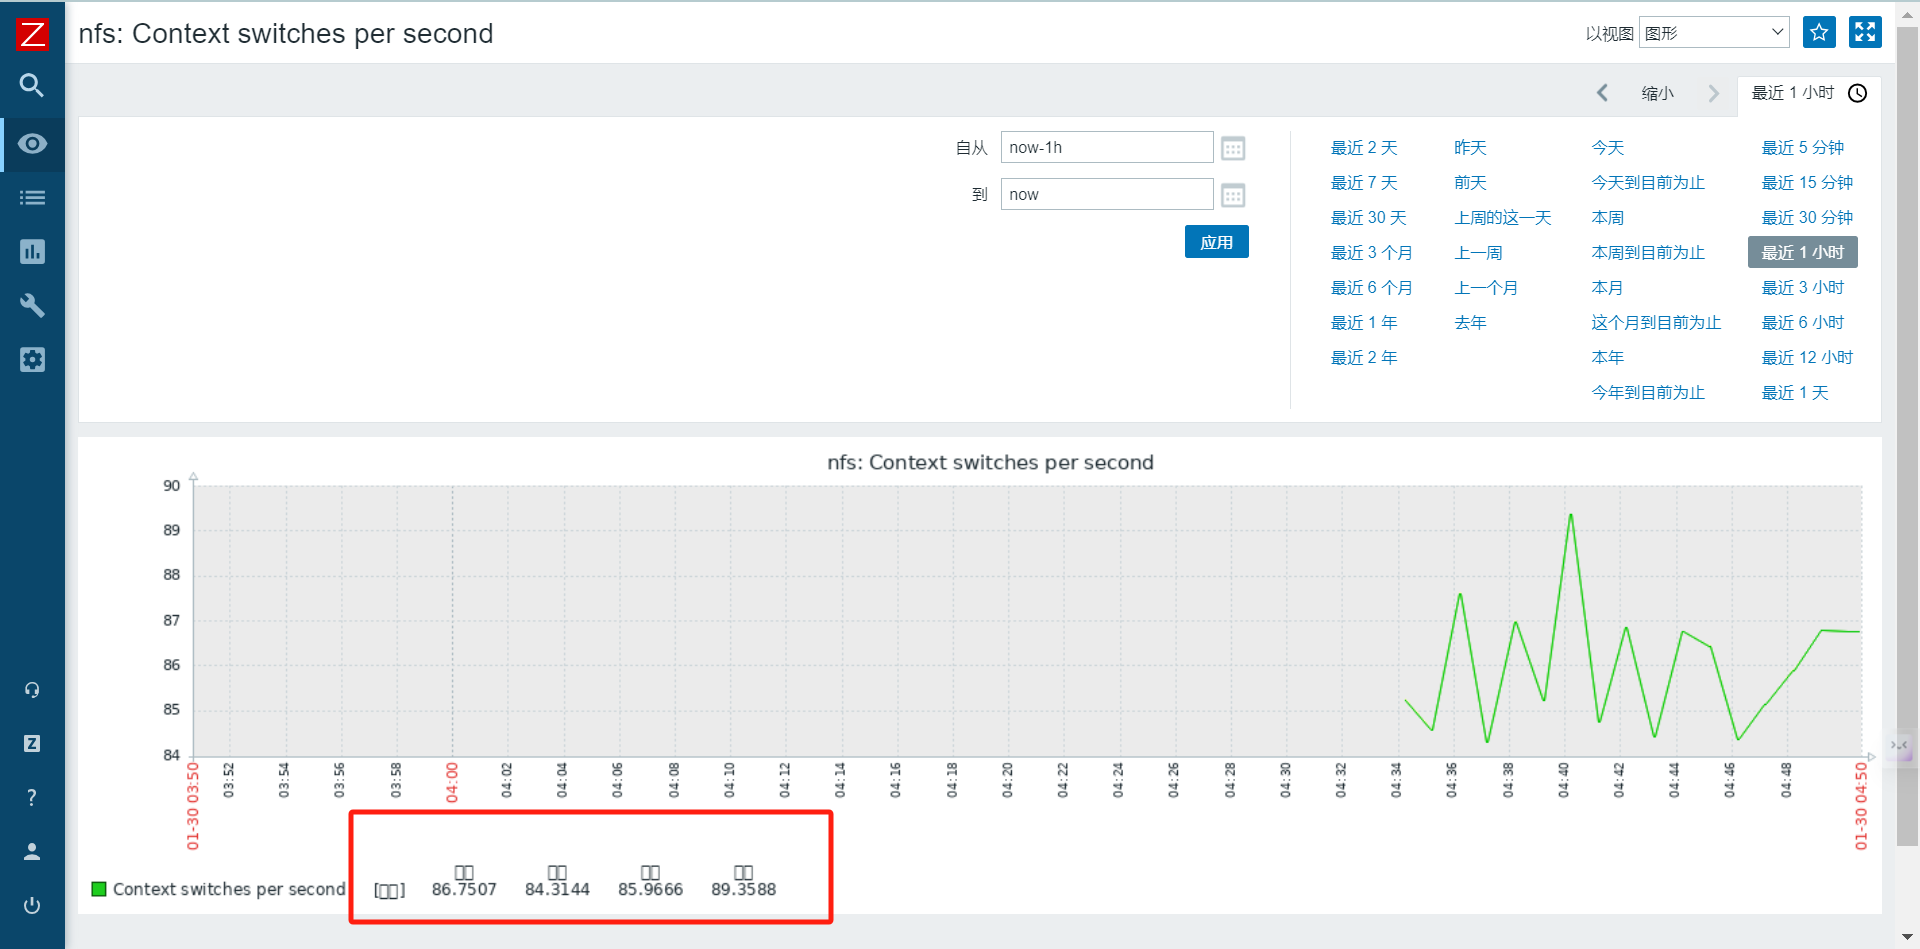 nfs: Context switches per second
以视图 图形
缩小
最近 1 小时
自从 now-1h
到 now
应用
最近 2 天 昨天 今天 最近 5 分钟
最近 7 天 前天 今天到目前为止 最近 15 分钟
最近 30 天 上周的这一天 本周 最近 30 分钟
最近 3 个月 上一周 本周到目前为止 最近 1 小时
最近 6 个月 上一个月 本月 最近 3 小时
最近 1 年 去年 这个月到目前为止 最近 6 小时
最近 2 年 本年 最近 12 小时
今年到目前为止 最近 1 天
nfs: Context switches per second
90
89
88
87
86
85
84
01-30 03:50 03:52 03:54 03:56 03:58 04:00 04:02 04:04 04:06 04:08 04:10 04:12 04:14 04:16 04:18 04:20 04:22 04:24 04:26 04:28 04:30 04:32 04:34 04:36 04:38 04:40 04:42 04:44 04:46 04:48 01-30 04:50
Context switches per second [□□] 86.7507 84.3144 85.9666 89.3588
Z
Z
?